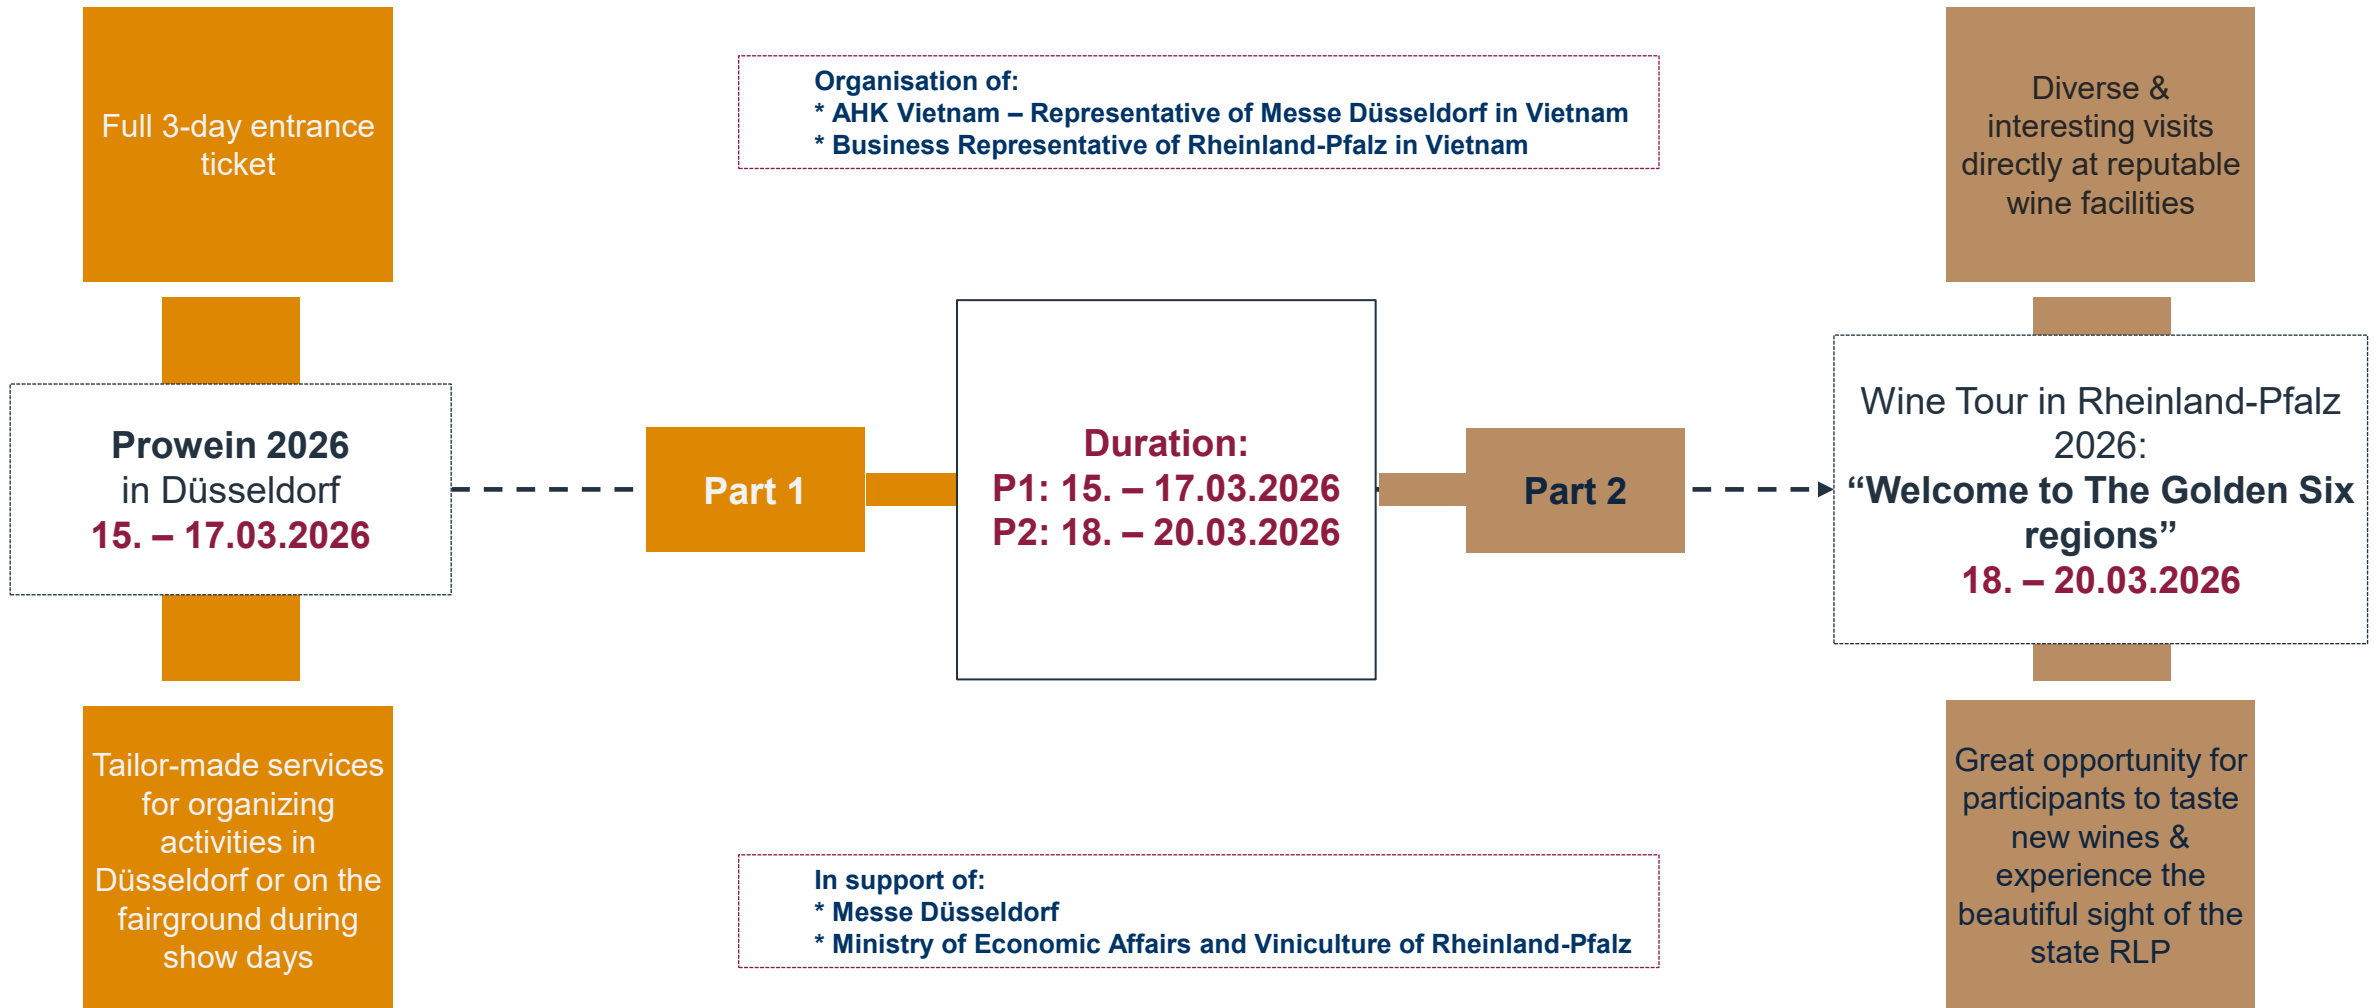 Full 3-day entrance
ticket
Organisation of:
* AHK Vietnam – Representative of Messe Düsseldorf in Vietnam
* Business Representative of Rheinland-Pfalz in Vietnam
Diverse &
interesting visits
directly at reputable
wine facilities
Prowein 2026
in Düsseldorf
15. – 17.03.2026
Part 1
Duration:
P1: 15. – 17.03.2026
P2: 18. – 20.03.2026
Part 2
Wine Tour in Rheinland-Pfalz
2026:
“Welcome to The Golden Six
regions”
18. – 20.03.2026
Tailor-made services
for organizing
activities in
Düsseldorf or on the
fairground during
show days
In support of:
* Messe Düsseldorf
* Ministry of Economic Affairs and Viniculture of Rheinland-Pfalz
Great opportunity for
participants to taste
new wines &
experience the
beautiful sight of the
state RLP